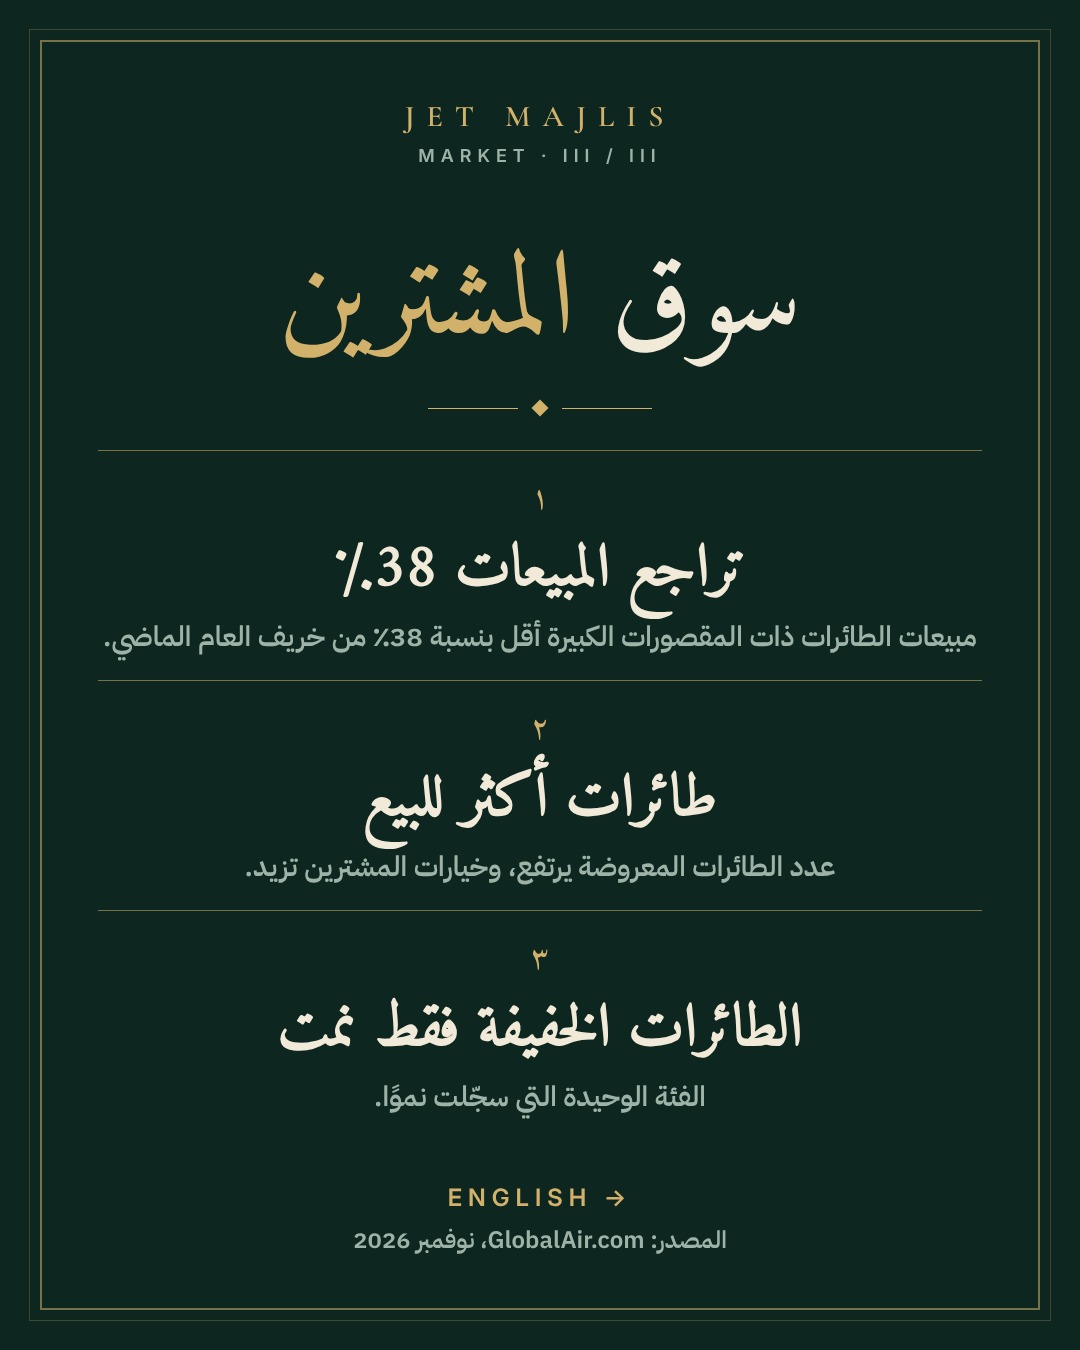 JET MAJLIS
MARKET · III / III
سوق المشترين
١
تراجع المبيعات 38٪
مبيعات الطائرات ذات المقصورات الكبيرة أقل بنسبة 38٪ من خريف العام الماضي.
٢
طائرات أكثر للبيع
عدد الطائرات المعروضة يرتفع، وخيارات المشترين تزيد.
٣
الطائرات الخفيفة فقط نمت
الفئة الوحيدة التي سجّلت نموًا.
ENGLISH →
المصدر: GlobalAir.com، نوفمبر 2026